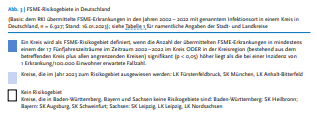 Abb. 3 | FSME-Risikogebiete in Deutschland
(Basis: dem RKI übermittelte FSME-Erkrankungen in den Jahren 2002 – 2022 mit genanntem Infektionsort in einem Kreis in
Deutschland, n = 6.927; Stand: 16.01.2023); siehe Tabelle 1 für namentliche Angaben der Stadt- und Landkreise
Ein Kreis wird als FSME-Risikogebiet definiert, wenn die Anzahl der übermittelten FSME-Erkrankungen in mindestens
einem der 17 Fünfjahreszeiträume im Zeitraum 2002 – 2022 im Kreis ODER in der Kreisregion (bestehend aus dem
betreffenden Kreis plus allen angrenzenden Kreisen) signifikant (p < 0,05) höher liegt als die bei einer Inzidenz von
1 Erkrankung/100.000 Einwohner erwartete Fallzahl.
Kreise, die im Jahr 2023 zum Risikogebiet ausgewiesen werden: LK Fürstenfeldbruck, SK München, LK Anhalt-Bitterfeld
Kein Risikogebiet
Kreise, die in Baden-Württemberg, Bayern und Sachsen keine Risikogebiete sind: Baden-Württemberg: SK Heilbronn;
Bayern: SK Augsburg, SK Schweinfurt; Sachsen: SK Leipzig, LK Leipzig, LK Nordsachsen